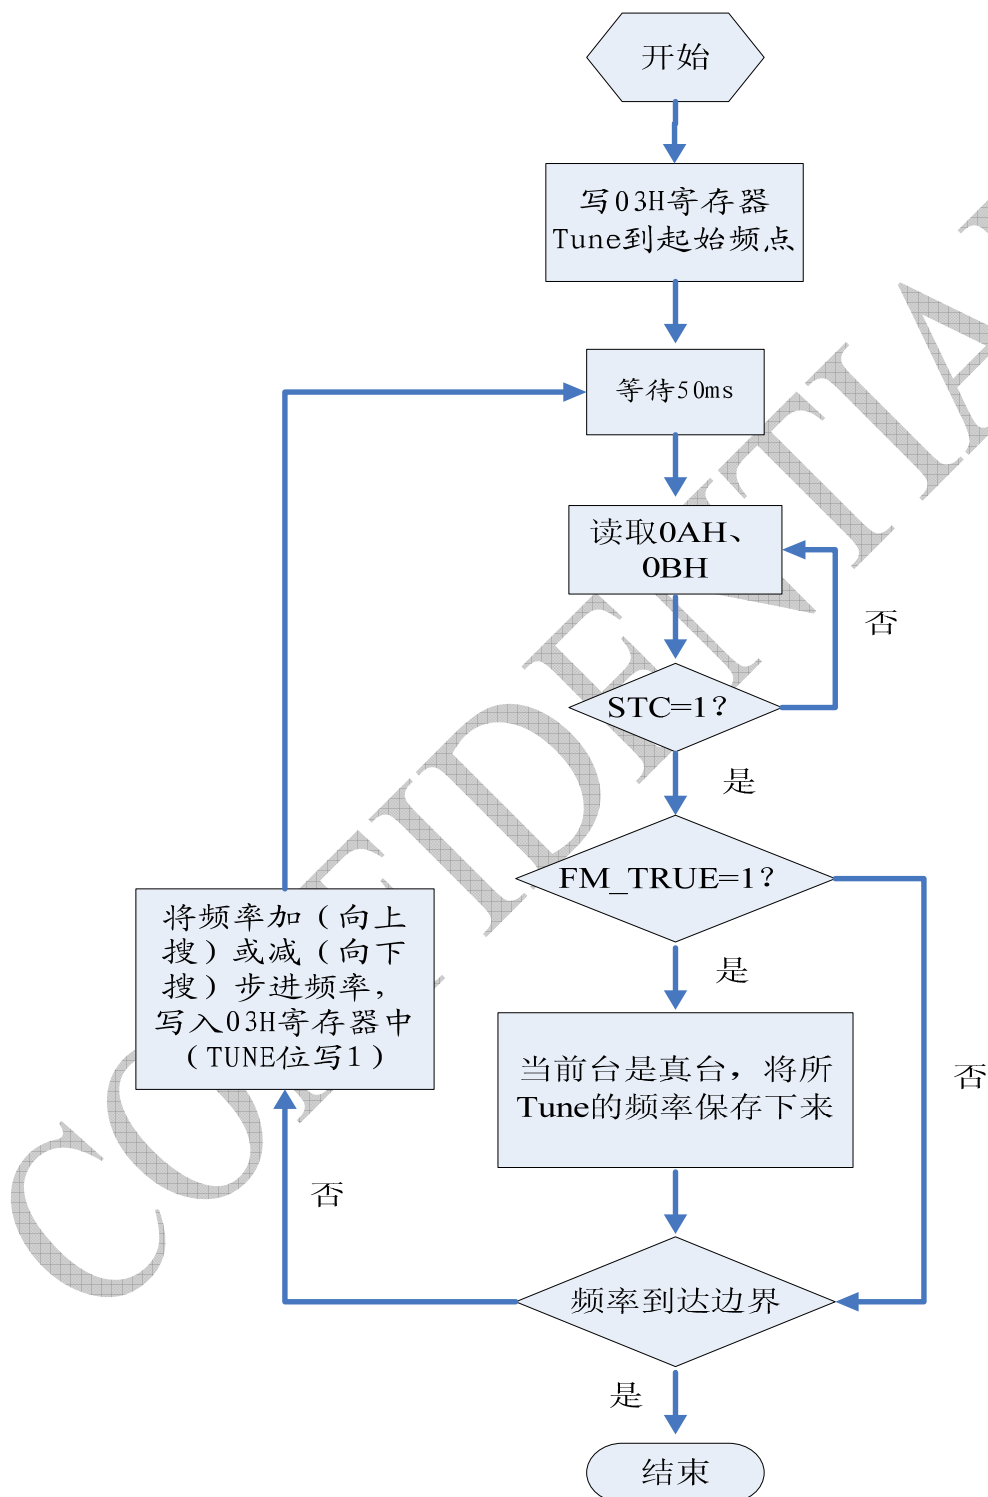 开始
写03H寄存器
Tune到起始频点
等待50ms
读取0AH、
0BH
否
STC=1？
是
FM_TRUE=1？
将频率加（向上
搜）或减（向下
搜）步进频率，
写入03H寄存器中
（TUNE位写1）
是
当前台是真台，将所
Tune的频率保存下来
否
否
频率到达边界
是
结束
CONFIDENTIA